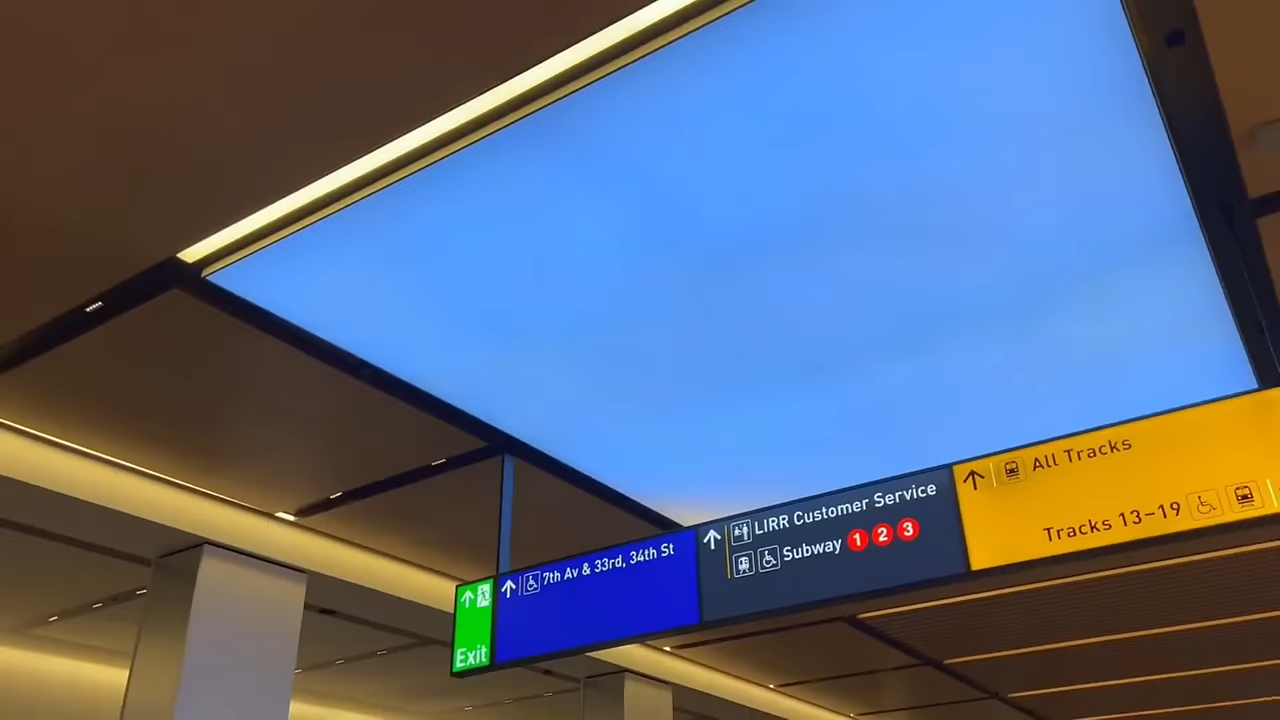 Exit
7th Av & 33rd, 34th St
LIRR Customer Service
Subway 1 2 3
All Tracks
Tracks 13-19